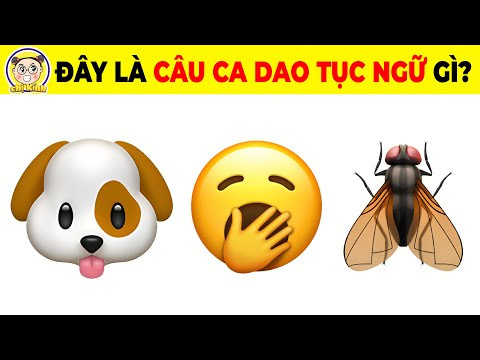 ĐÂY LÀ CÂU CA DAO TỤC NGỮ GÌ?